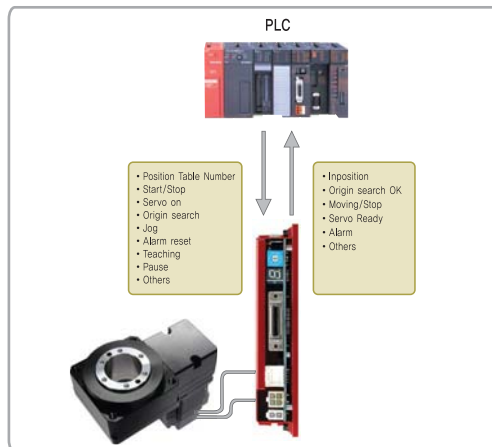 PLC
• Position Table Number
• Start/Stop
• Servo on
• Origin search
• Jog
• Alarm reset
• Teaching
• Pause
• Others
• Inposition
• Origin search OK
• Moving/Stop
• Servo Ready
• Alarm
• Others